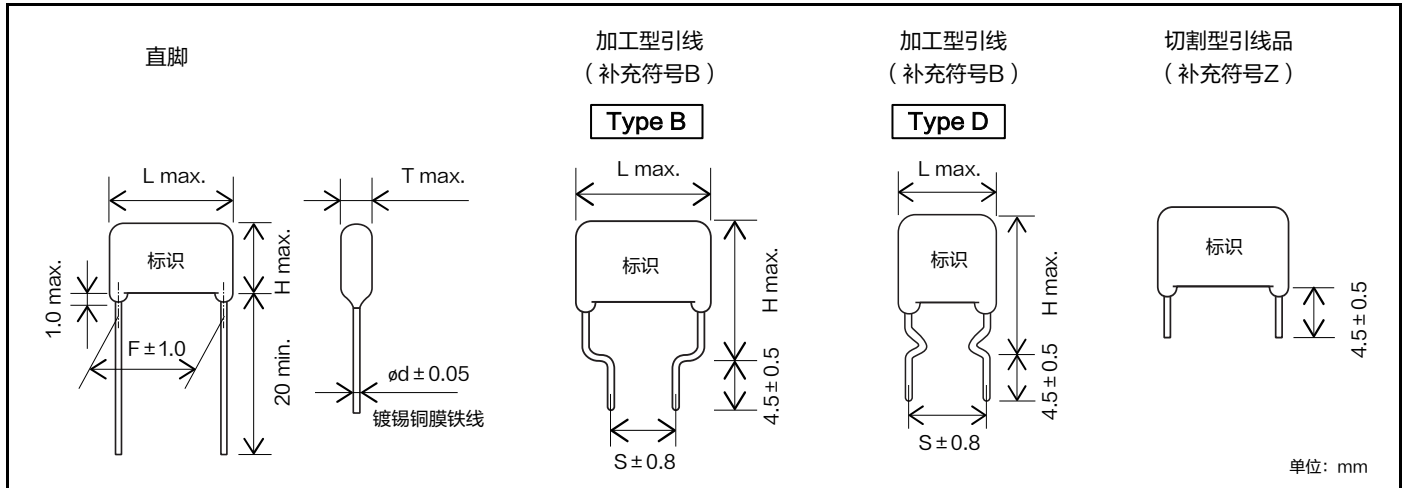 直脚
L max.
T max.
H max.
标识
1.0 max.
F±1.0
20 min.
ød±0.05
镀锡铜膜铁线
加工型引线
（补充符号B）
Type B
L max.
标识
H max.
4.5±0.5
S±0.8
加工型引线
（补充符号B）
Type D
L max.
标识
H max.
4.5±0.5
S±0.8
切割型引线品
（补充符号Z）
标识
4.5±0.5
单位：mm